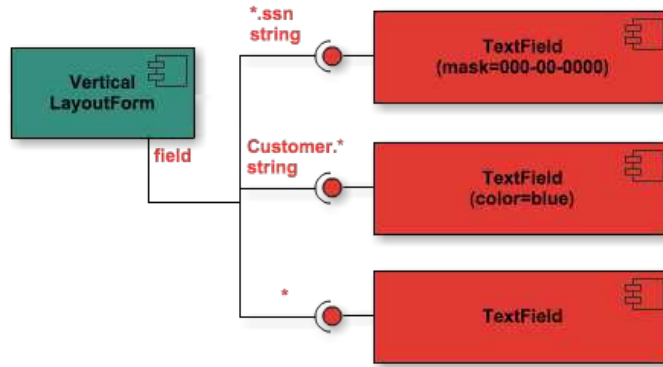 *.ssn
string
TextField
(mask=000-00-0000)
Vertical
LayoutForm
field
Customer.*
string
TextField
(color=blue)
*
TextField